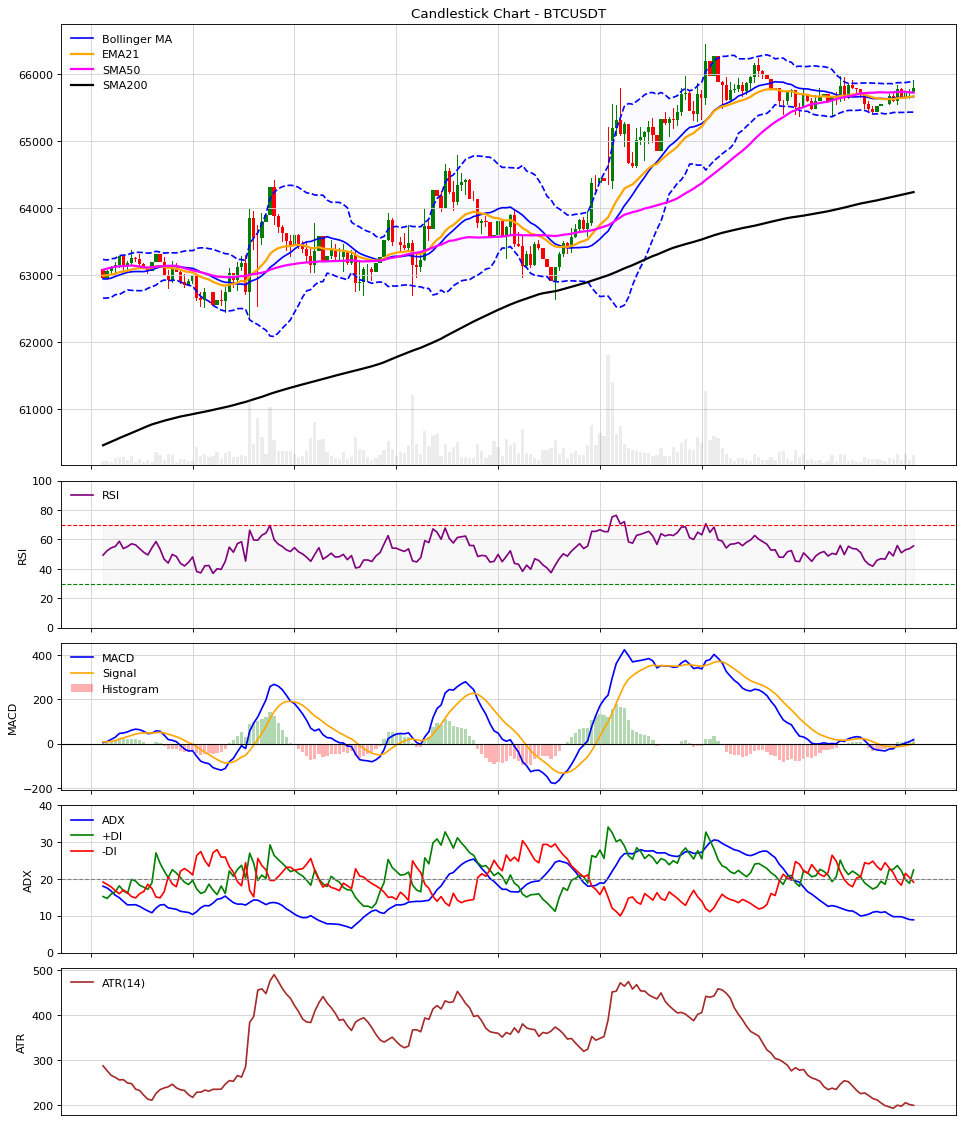 Candlestick Chart - BTCUSDT
Bollinger MA
EMA21
SMA50
SMA200
66000
65000
64000
63000
62000
61000
RSI
100
80
60
40
20
0
RSI
MACD
Signal
Histogram
400
200
0
−200
MACD
ADX
+DI
-DI
40
30
20
10
0
ADX
ATR(14)
500
400
300
200
ATR